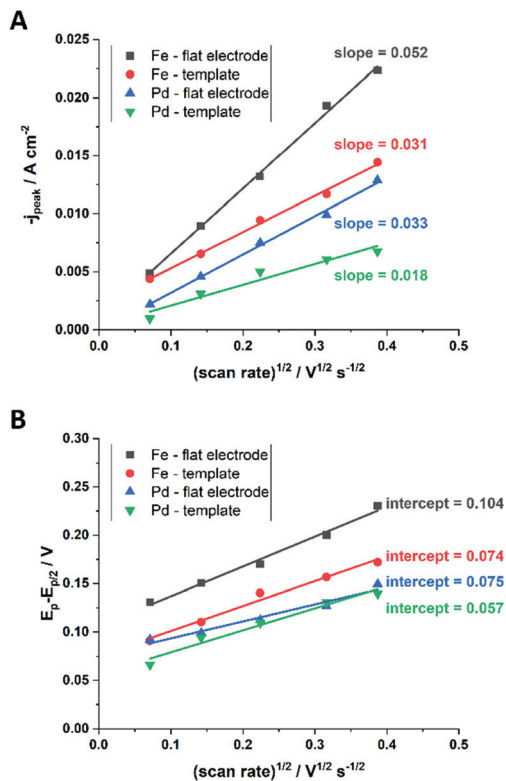 A
0.025
0.020
0.015
0.010
0.005
0.000
-j_peak / A cm⁻²
Fe - flat electrode
Fe - template
Pd - flat electrode
Pd - template
slope = 0.052
slope = 0.031
slope = 0.033
slope = 0.018
0.0 0.1 0.2 0.3 0.4 0.5
(scan rate)^1/2 / V^1/2 s^-1/2
B
0.30
0.25
0.20
0.15
0.10
0.05
0.00
E_p-E_p/2 / V
Fe - flat electrode
Fe - template
Pd - flat electrode
Pd - template
intercept = 0.104
intercept = 0.074
intercept = 0.075
intercept = 0.057
0.0 0.1 0.2 0.3 0.4 0.5
(scan rate)^1/2 / V^1/2 s^-1/2